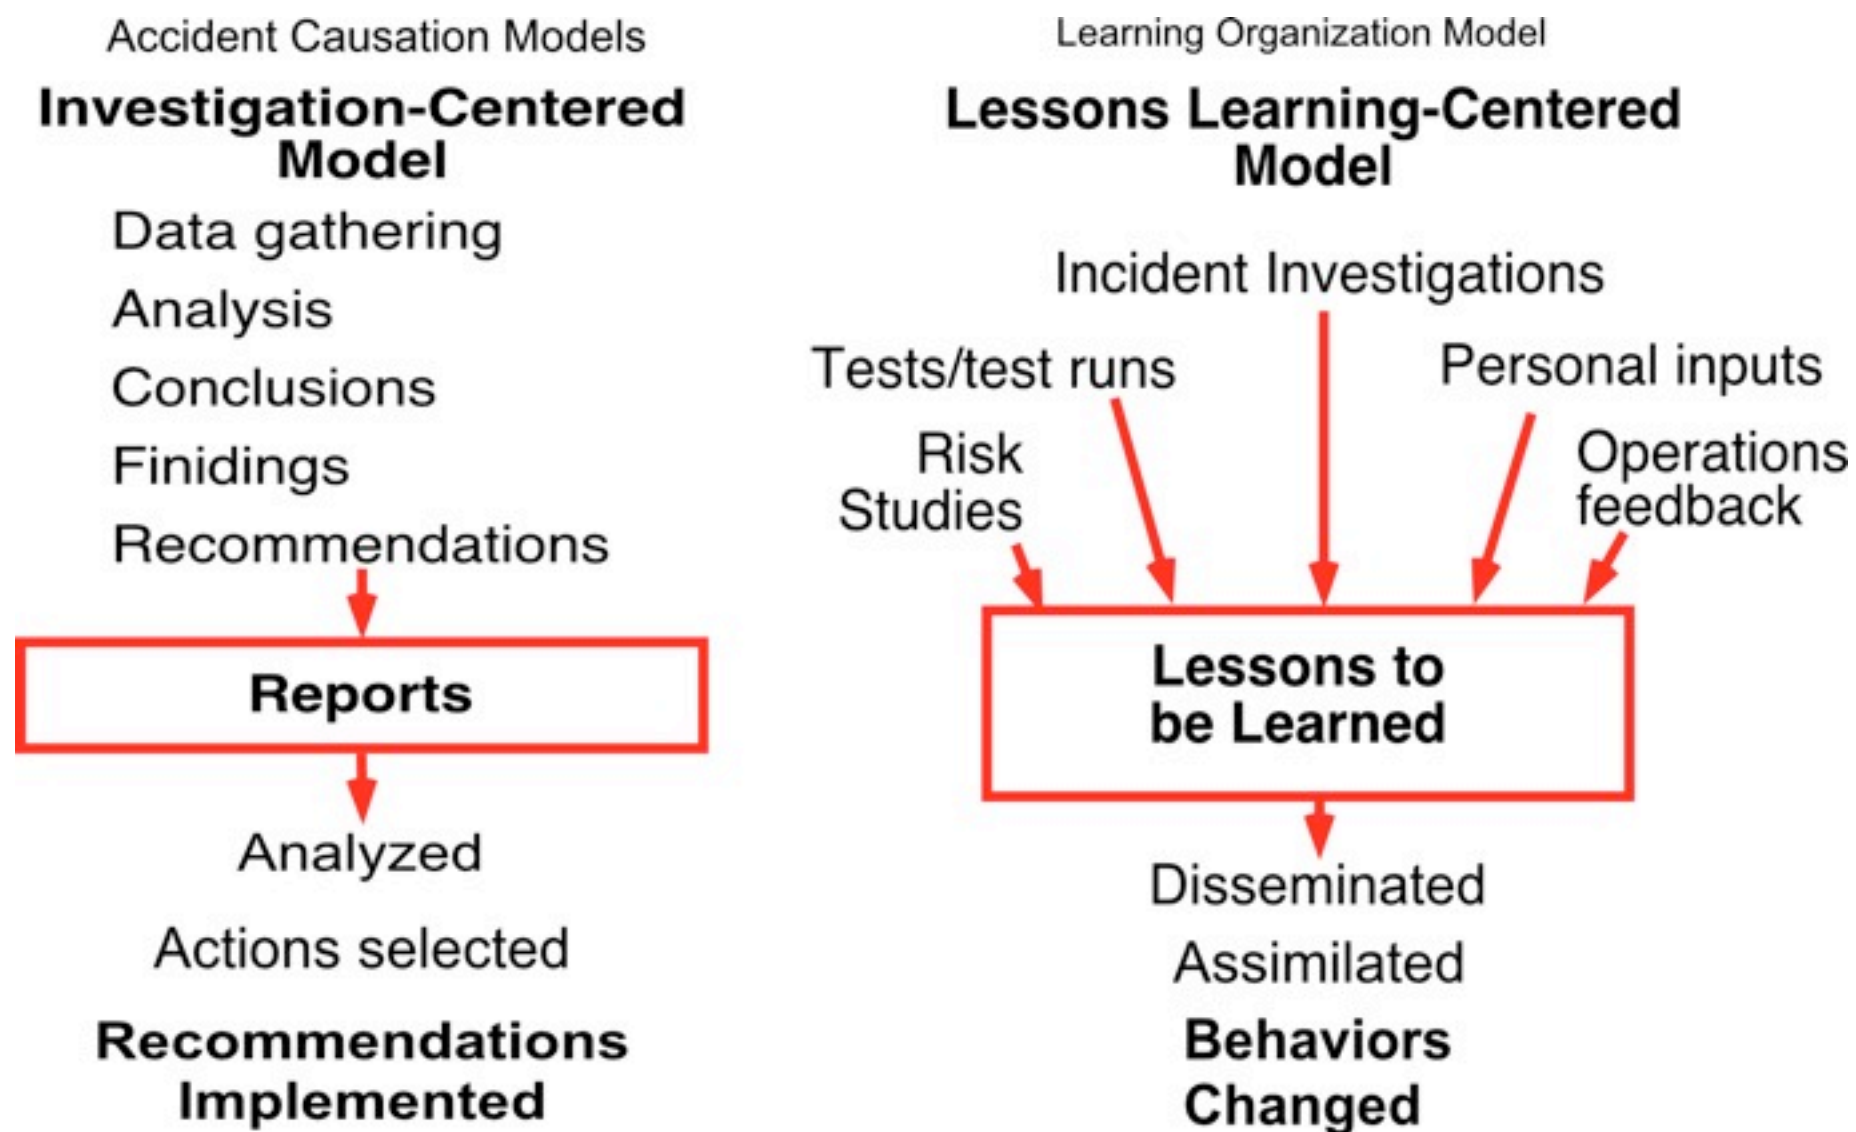 Accident Causation Models
Investigation-Centered
Model
Data gathering
Analysis
Conclusions
Finidings
Recommendations
Reports
Analyzed
Actions selected
Recommendations
Implemented
Learning Organization Model
Lessons Learning-Centered
Model
Incident Investigations
Tests/test runs
Personal inputs
Risk
Studies
Operations
feedback
Lessons to
be Learned
Disseminated
Assimilated
Behaviors
Changed